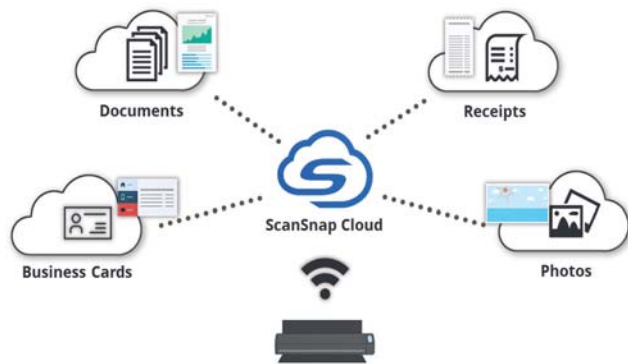 Documents
Receipts
ScanSnap Cloud
Business Cards
Photos